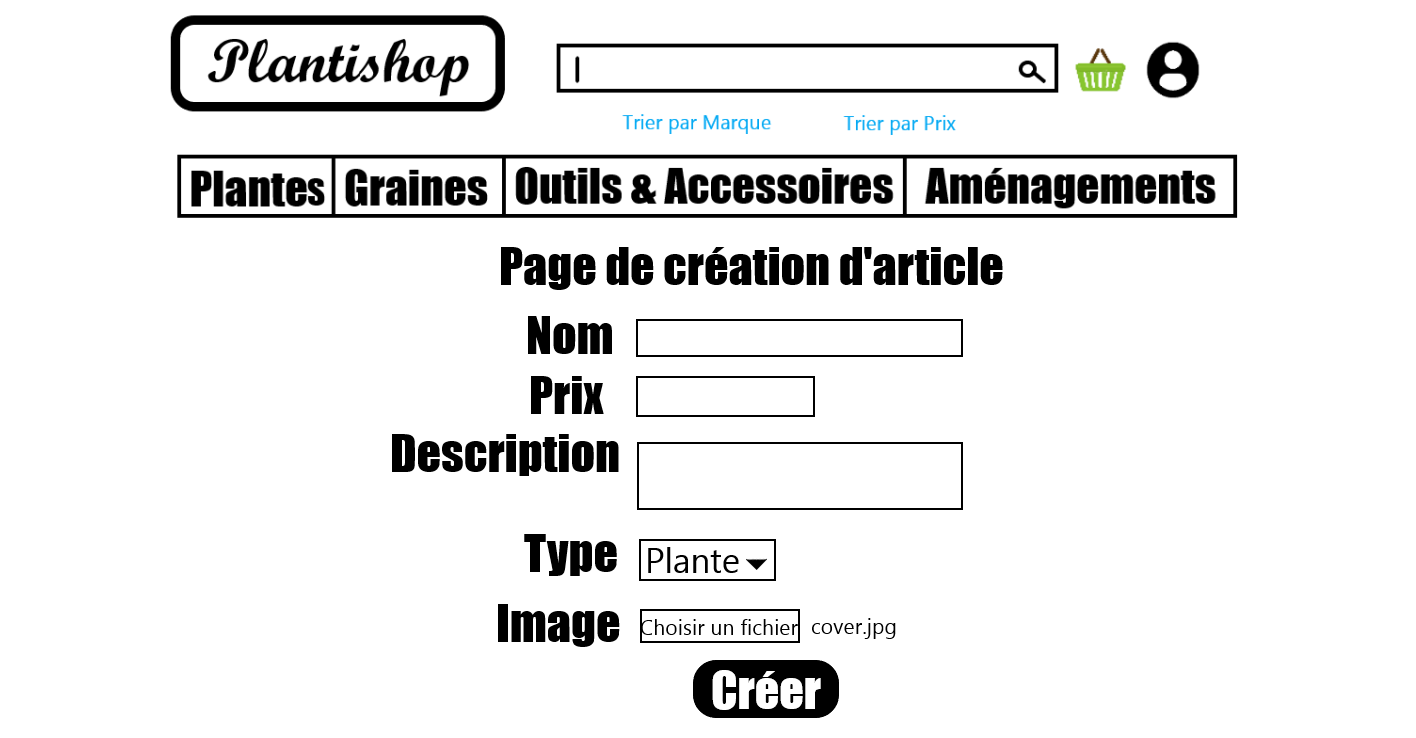 Plantishop
Trier par Marque Trier par Prix
Plantes Graines Outils & Accessoires Aménagements
Page de création d'article
Nom
Prix
Description
Type Plante
Image Choisir un fichier cover.jpg
Créer